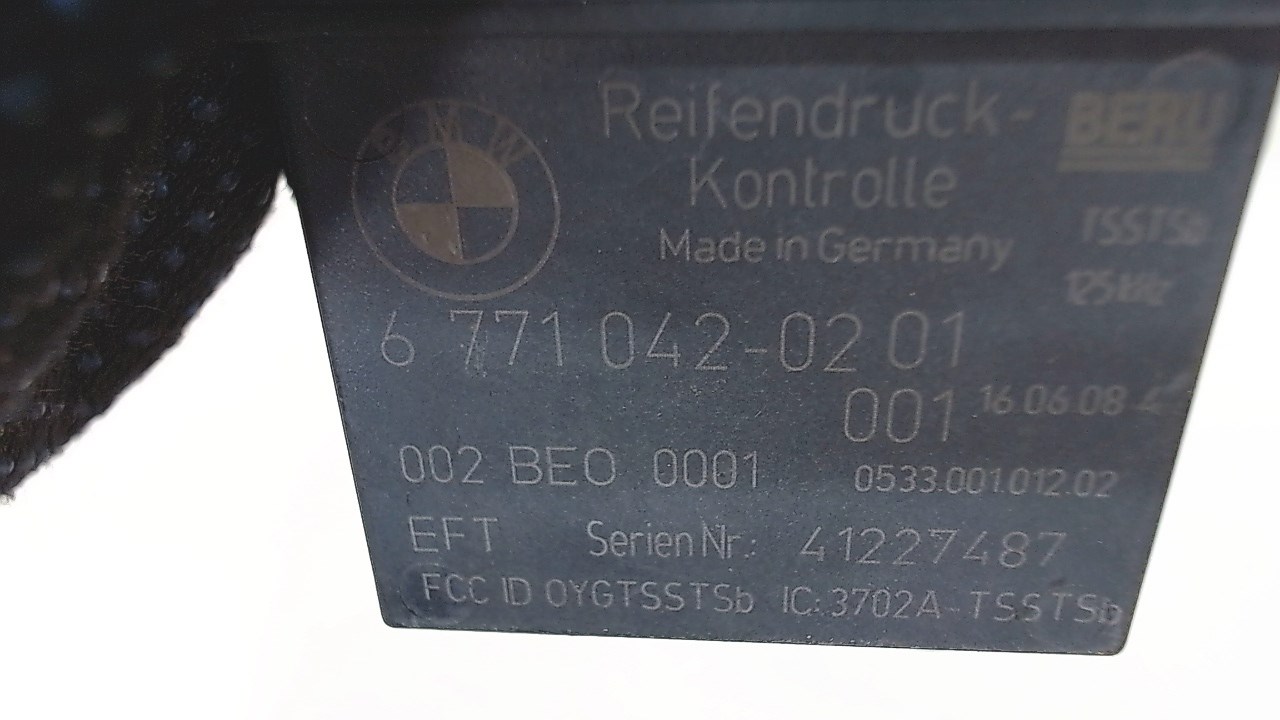 BMW
Reifendruck-
Kontrolle
Made in Germany
BERU
TSSTSb
125 kHz
6 771 042-02 01
001 16.06.08
002 BEO 0001 0533.001.012.02
EFT Serien Nr.: 41227487
FCC ID OYGTSSTSb IC: 3702A-TSSTSb